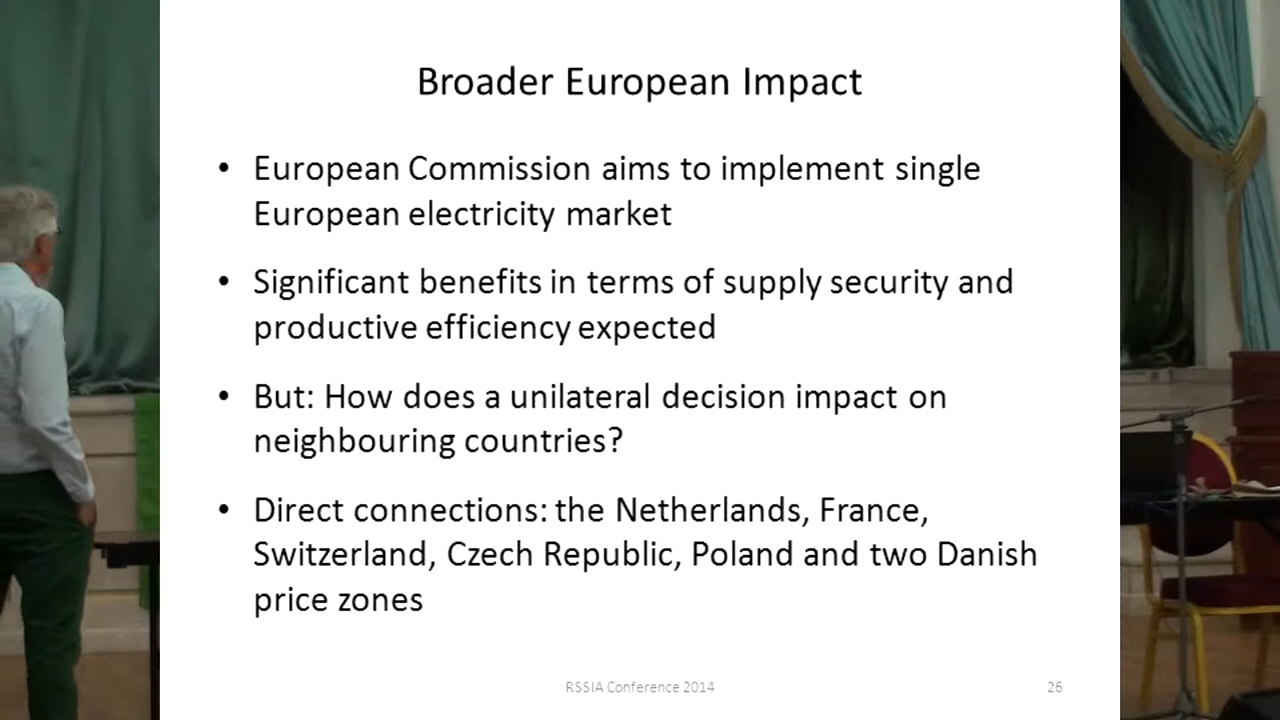 Broader European Impact
• European Commission aims to implement single
European electricity market
• Significant benefits in terms of supply security and
productive efficiency expected
• But: How does a unilateral decision impact on
neighbouring countries?
• Direct connections: the Netherlands, France,
Switzerland, Czech Republic, Poland and two Danish
price zones
RSSIA Conference 2014
26